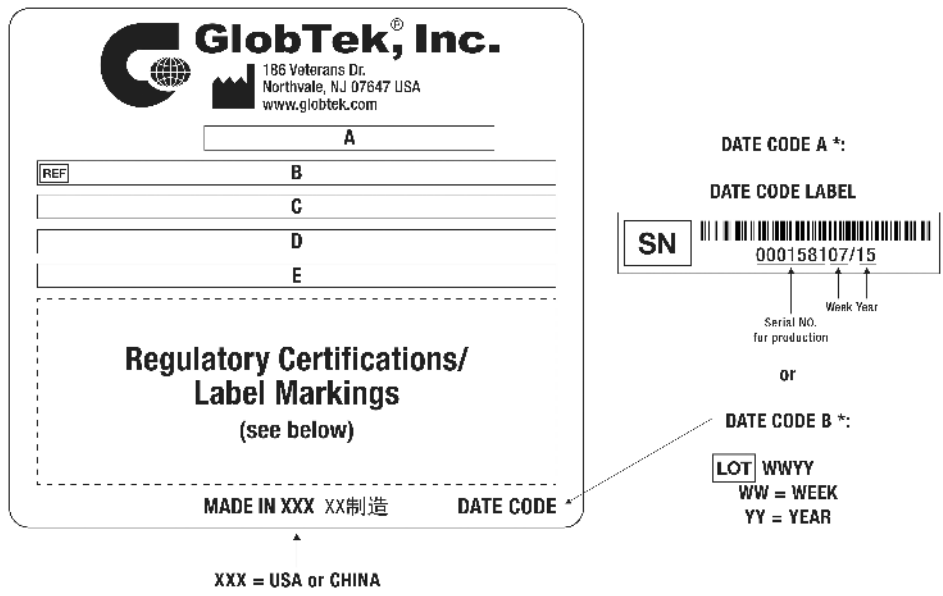 GlobTek,® Inc.
186 Veterans Dr.
Northvale, NJ 07647 USA
www.globtek.com
A
REF B
C
D
E
Regulatory Certifications/
Label Markings
(see below)
MADE IN XXX XX制造 DATE CODE
XXX = USA or CHINA
DATE CODE A *:
DATE CODE LABEL
SN
000158107/15
Week Year
Serial NO.
for production
or
DATE CODE B *:
LOT WWYY
WW = WEEK
YY = YEAR